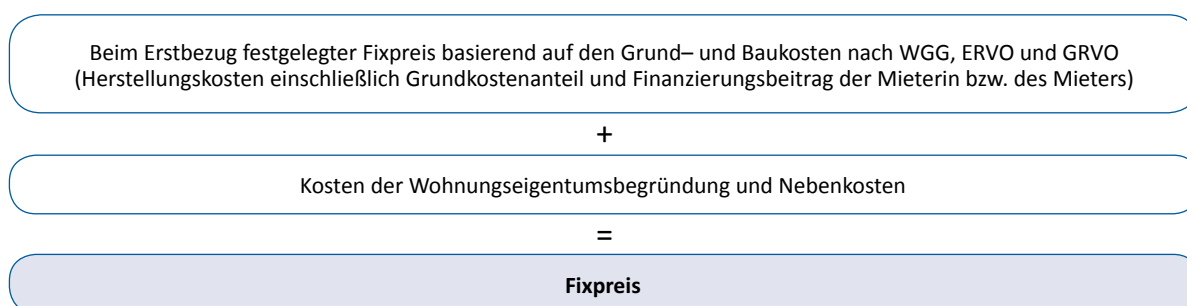 Beim Erstbezug festgelegter Fixpreis basierend auf den Grund– und Baukosten nach WGG, ERVO und GRVO
(Herstellungskosten einschließlich Grundkostenanteil und Finanzierungsbeitrag der Mieterin bzw. des Mieters)
+
Kosten der Wohnungseigentumsbegründung und Nebenkosten
=
Fixpreis